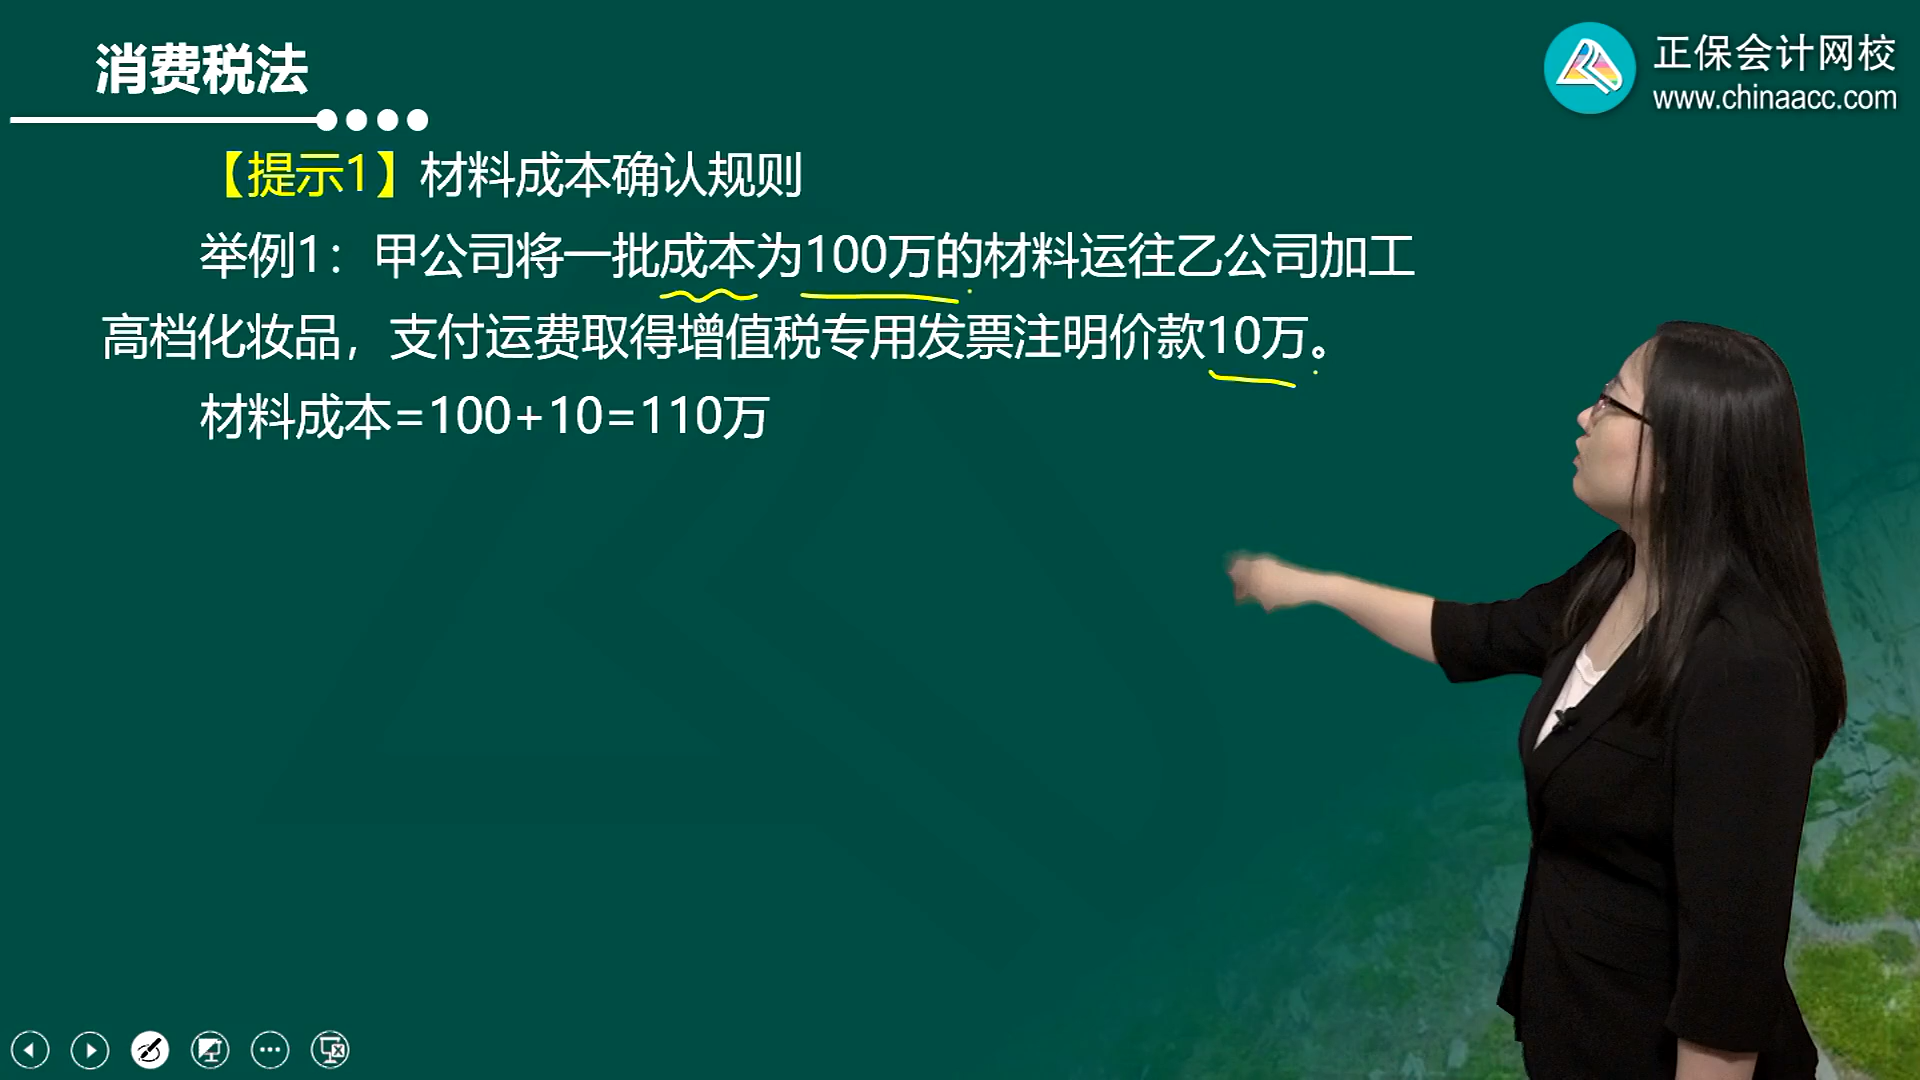 消费税法
正保会计网校
www.chinaacc.com
【提示1】材料成本确认规则
举例1：甲公司将一批成本为100万的材料运往乙公司加工
高档化妆品，支付运费取得增值税专用发票注明价款10万。
材料成本=100+10=110万